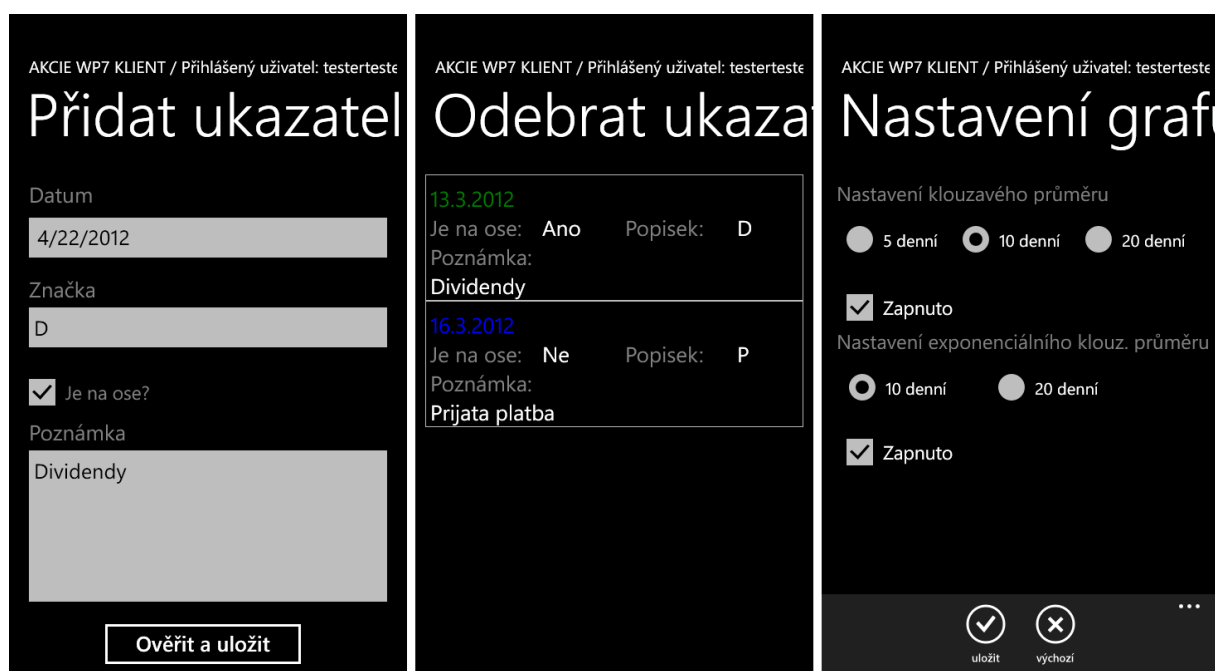 AKCIE WP7 KLIENT / Přihlášený uživatel: testerteste
Přidat ukazatel
Datum
4/22/2012
Značka
D
Je na ose?
Poznámka
Dividendy
Ověřit a uložit
AKCIE WP7 KLIENT / Přihlášený uživatel: testerteste
Odebrat ukaza
13.3.2012
Je na ose: Ano Popisek: D
Poznámka:
Dividendy
16.3.2012
Je na ose: Ne Popisek: P
Poznámka:
Prijata platba
AKCIE WP7 KLIENT / Přihlášený uživatel: testerteste
Nastavení graf
Nastavení klouzavého průměru
5 denní 10 denní 20 denní
Zapnuto
Nastavení exponenciálního klouz. průměru
10 denní 20 denní
Zapnuto
...
uložit výchozí